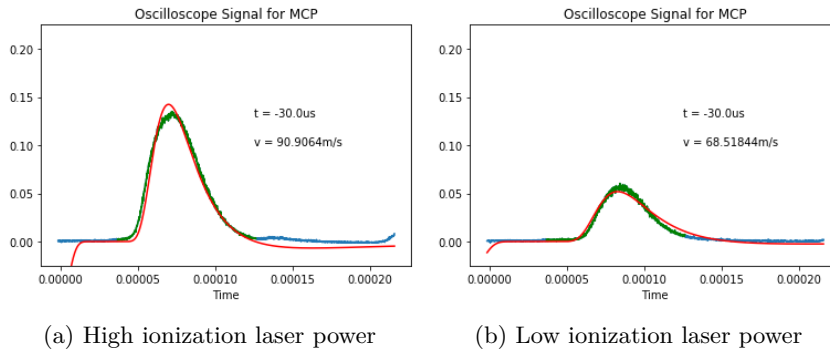 Oscilloscope Signal for MCP
0.20
0.15
0.10
0.05
0.00
t = -30.0us
v = 90.9064m/s
0.00000 0.00005 0.00010 0.00015 0.00020
Time
(a) High ionization laser power
Oscilloscope Signal for MCP
0.20
0.15
0.10
0.05
0.00
t = -30.0us
v = 68.51844m/s
0.00000 0.00005 0.00010 0.00015 0.00020
Time
(b) Low ionization laser power